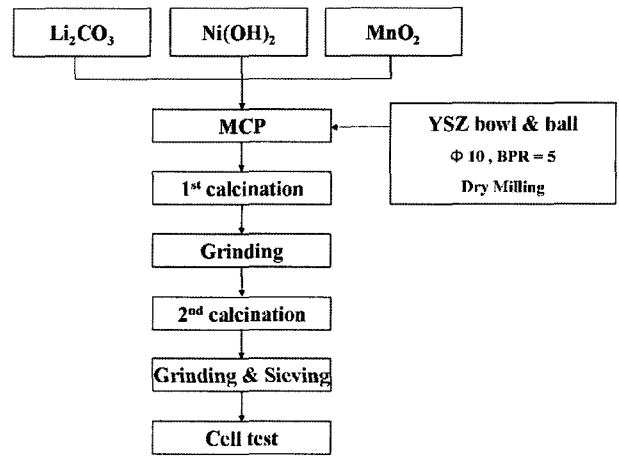 Li₂CO₃
Ni(OH)₂
MnO₂
MCP
YSZ bowl & ball
Φ 10 , BPR = 5
Dry Milling
1st calcination
Grinding
2nd calcination
Grinding & Sieving
Cell test